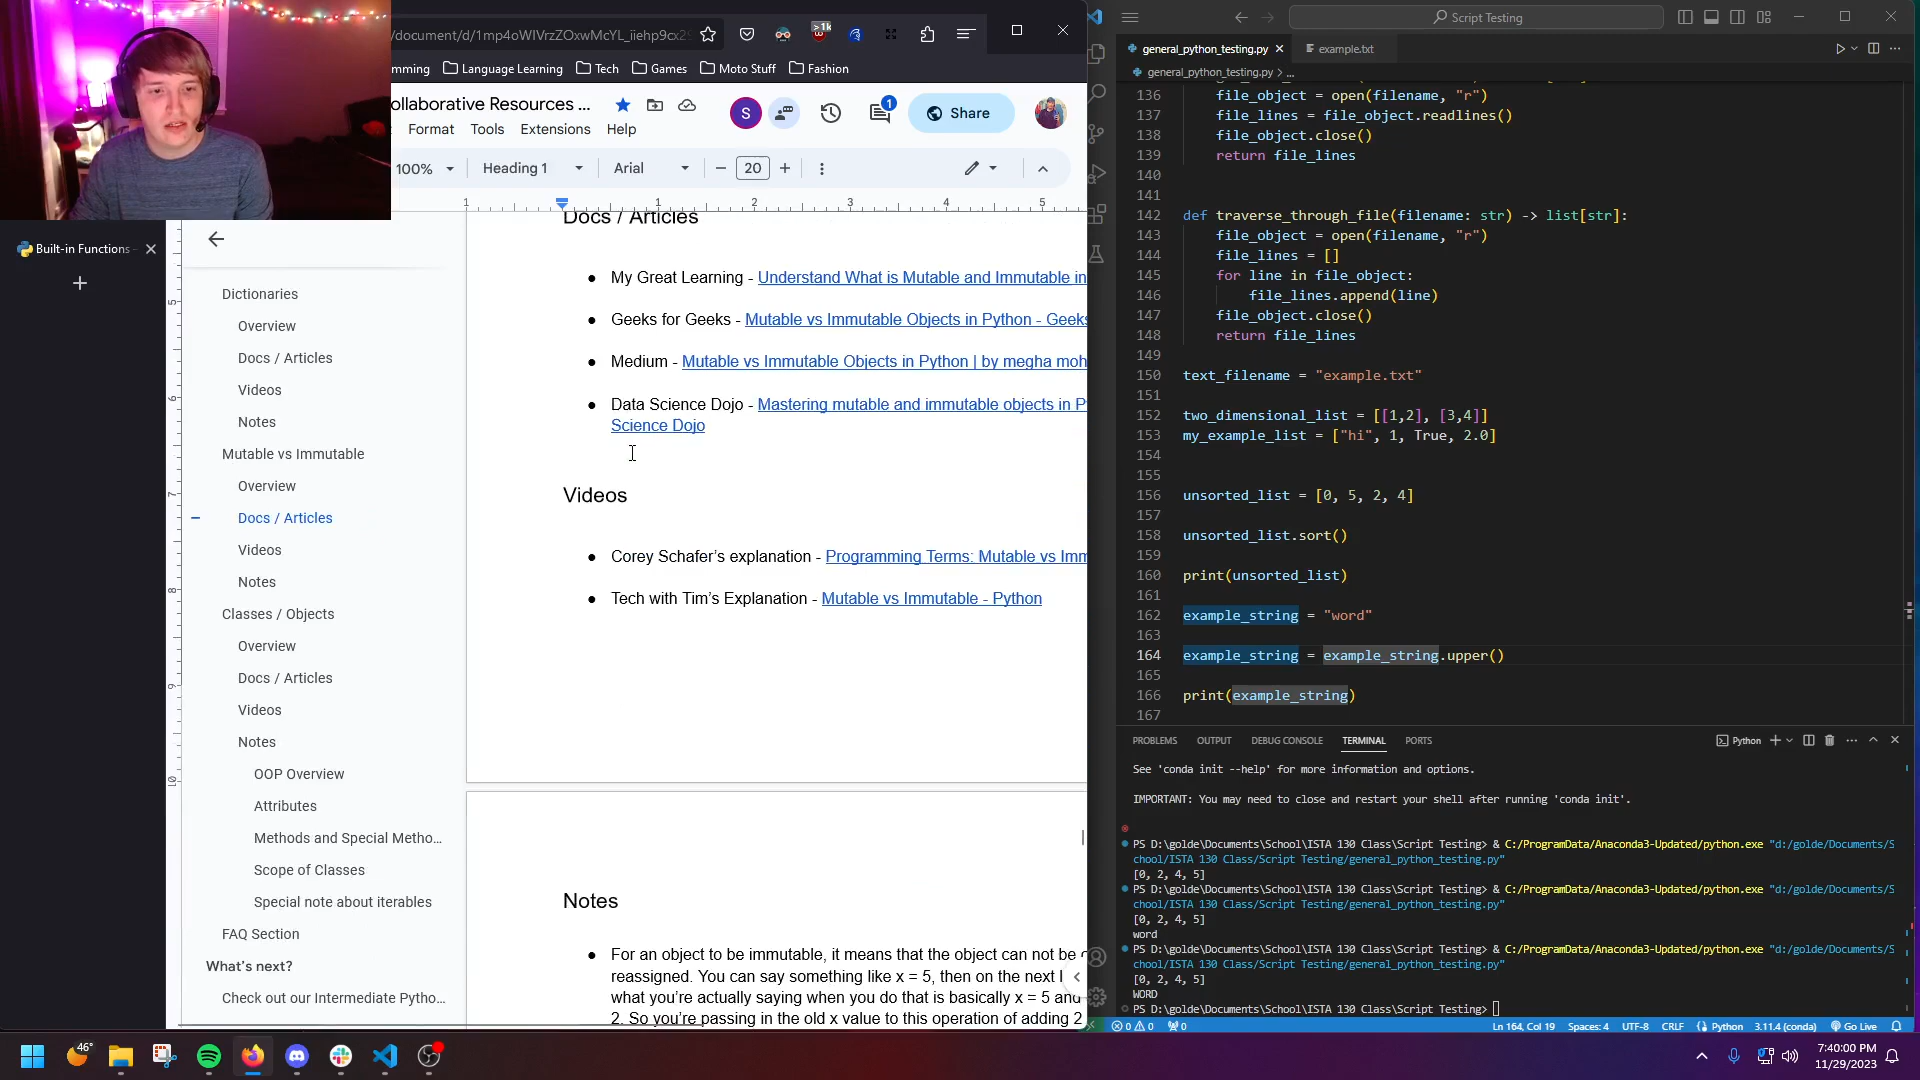 /document/d/1mp4oWIVrzZOxwMcYL_iiehp9cx29
>1k
mming
Language Learning
Tech
Games
Moto Stuff
Fashion
ollaborative Resources ...
S
1
Share
Format Tools Extensions Help
100% Heading 1 Arial 20
1 1 2 3 4 5
Built-in Functions
Dictionaries
Overview
Docs / Articles
Videos
Notes
Mutable vs Immutable
Overview
Docs / Articles
Videos
Notes
Classes / Objects
Overview
Docs / Articles
Videos
Notes
OOP Overview
Attributes
Methods and Special Metho...
Scope of Classes
Special note about iterables
FAQ Section
What's next?
Check out our Intermediate Pytho...
5
6
7
8
9
10
Docs / Articles
● My Great Learning - Understand What is Mutable and Immutable in
● Geeks for Geeks - Mutable vs Immutable Objects in Python - Geeks
● Medium - Mutable vs Immutable Objects in Python | by megha moh
● Data Science Dojo - Mastering mutable and immutable objects in P
Science Dojo
Videos
● Corey Schafer’s explanation - Programming Terms: Mutable vs Imm
● Tech with Tim’s Explanation - Mutable vs Immutable - Python
Notes
● For an object to be immutable, it means that the object can not be
reassigned. You can say something like x = 5, then on the next l
what you’re actually saying when you do that is basically x = 5 and
2. So you’re passing in the old x value to this operation of adding 2
Script Testing
general_python_testing.py
example.txt
general_python_testing.py > ...
136 file_object = open(filename, "r")
137 file_lines = file_object.readlines()
138 file_object.close()
139 return file_lines
140
141
142 def traverse_through_file(filename: str) -> list[str]:
143 file_object = open(filename, "r")
144 file_lines = []
145 for line in file_object:
146 file_lines.append(line)
147 file_object.close()
148 return file_lines
149
150 text_filename = "example.txt"
151
152 two_dimensional_list = [[1,2], [3,4]]
153 my_example_list = ["hi", 1, True, 2.0]
154
155
156 unsorted_list = [0, 5, 2, 4]
157
158 unsorted_list.sort()
159
160 print(unsorted_list)
161
162 example_string = "word"
163
164 example_string = example_string.upper()
165
166 print(example_string)
167
PROBLEMS OUTPUT DEBUG CONSOLE TERMINAL PORTS
Python
See 'conda init --help' for more information and options.
IMPORTANT: You may need to close and restart your shell after running 'conda init'.
PS D:\golde\Documents\School\ISTA 130 Class\Script Testing> & C:/ProgramData/Anaconda3-Updated/python.exe "d:/golde/Documents/S
chool/ISTA 130 Class/Script Testing/general_python_testing.py"
[0, 2, 4, 5]
PS D:\golde\Documents\School\ISTA 130 Class\Script Testing> & C:/ProgramData/Anaconda3-Updated/python.exe "d:/golde/Documents/S
chool/ISTA 130 Class/Script Testing/general_python_testing.py"
[0, 2, 4, 5]
word
PS D:\golde\Documents\School\ISTA 130 Class\Script Testing> & C:/ProgramData/Anaconda3-Updated/python.exe "d:/golde/Documents/S
chool/ISTA 130 Class/Script Testing/general_python_testing.py"
[0, 2, 4, 5]
WORD
PS D:\golde\Documents\School\ISTA 130 Class\Script Testing>
0 0 0 Ln 164, Col 19 Spaces: 4 UTF-8 CRLF Python 3.11.4 (conda) Go Live
46°
7:40:00 PM
11/29/2023